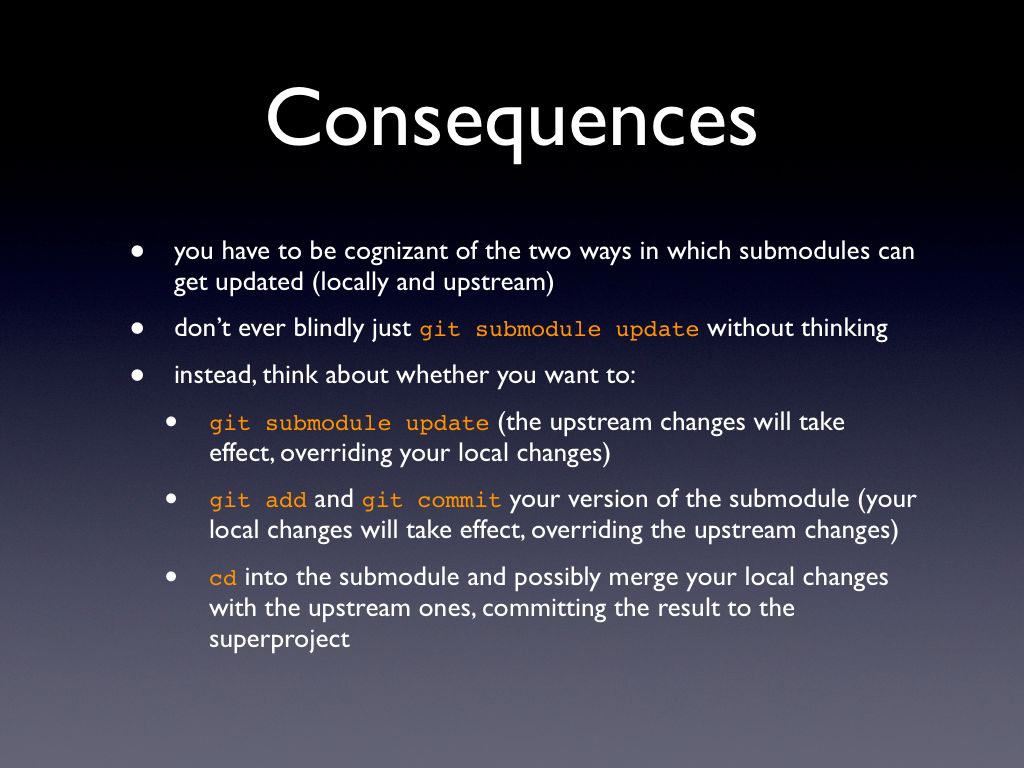 Consequences
• you have to be cognizant of the two ways in which submodules can
get updated (locally and upstream)
• don’t ever blindly just git submodule update without thinking
• instead, think about whether you want to:
• git submodule update (the upstream changes will take
effect, overriding your local changes)
• git add and git commit your version of the submodule (your
local changes will take effect, overriding the upstream changes)
• cd into the submodule and possibly merge your local changes
with the upstream ones, committing the result to the
superproject